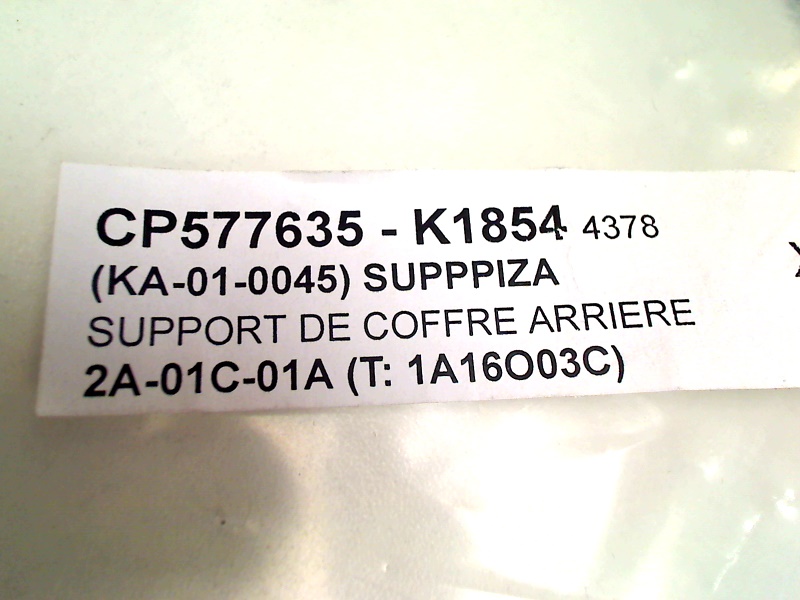 CP577635 - K1854 4378
(KA-01-0045) SUPPPIZA
SUPPORT DE COFFRE ARRIERE
2A-01C-01A (T: 1A16O03C)